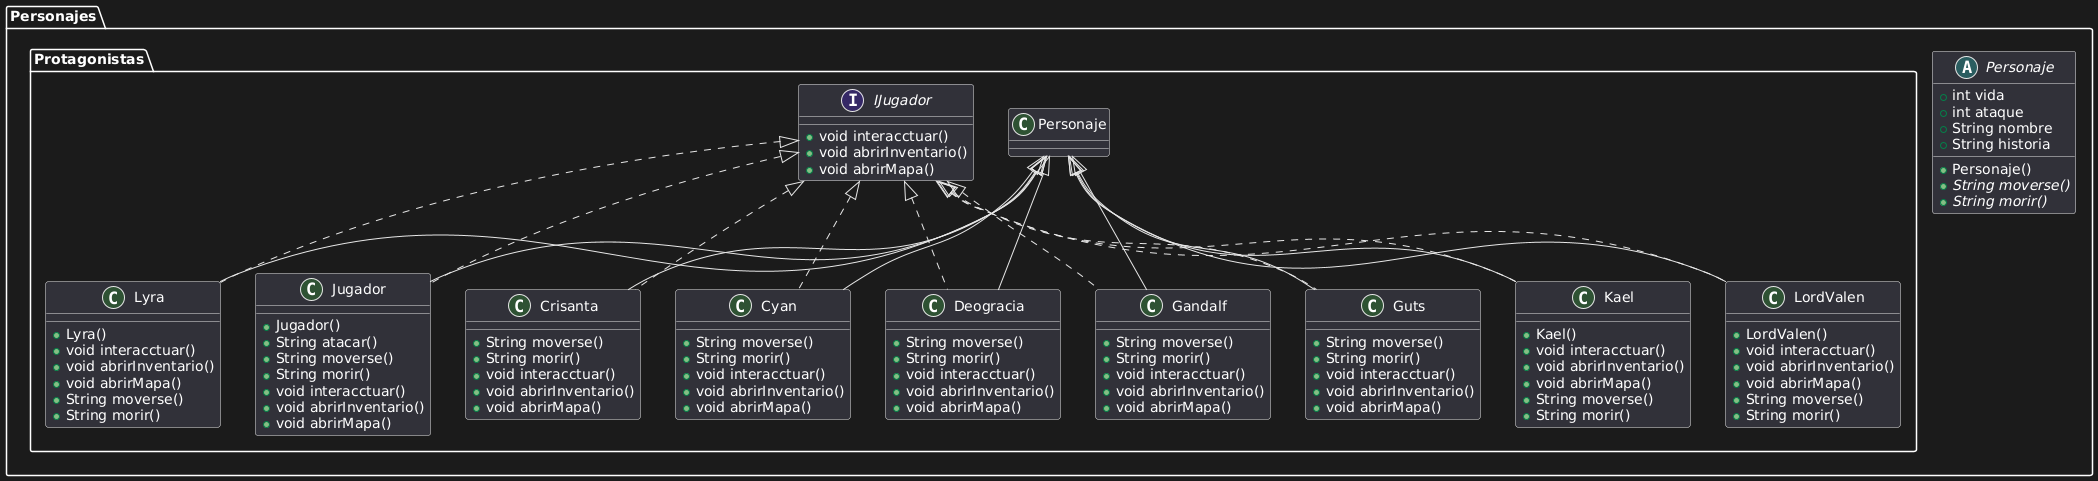 Personajes
Protagonistas
I IJugador
void interacctuar()
void abrirInventario()
void abrirMapa()
C Personaje
A Personaje
int vida
int ataque
String nombre
String historia
Personaje()
String moverse()
String morir()
C Lyra
Lyra()
void interacctuar()
void abrirInventario()
void abrirMapa()
String moverse()
String morir()
C Jugador
Jugador()
String atacar()
String moverse()
String morir()
void interacctuar()
void abrirInventario()
void abrirMapa()
C Crisanta
String moverse()
String morir()
void interacctuar()
void abrirInventario()
void abrirMapa()
C Cyan
String moverse()
String morir()
void interacctuar()
void abrirInventario()
void abrirMapa()
C Deogracia
String moverse()
String morir()
void interacctuar()
void abrirInventario()
void abrirMapa()
C Gandalf
String moverse()
String morir()
void interacctuar()
void abrirInventario()
void abrirMapa()
C Guts
String moverse()
String morir()
void interacctuar()
void abrirInventario()
void abrirMapa()
C Kael
Kael()
void interacctuar()
void abrirInventario()
void abrirMapa()
String moverse()
String morir()
C LordValen
LordValen()
void interacctuar()
void abrirInventario()
void abrirMapa()
String moverse()
String morir()